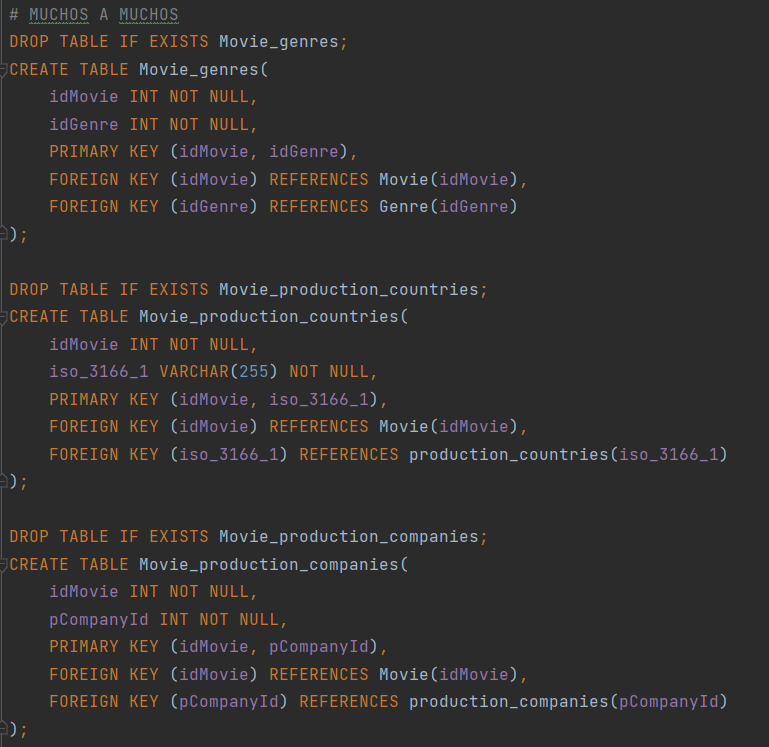 # MUCHOS A MUCHOS
DROP TABLE IF EXISTS Movie_genres;
CREATE TABLE Movie_genres(
    idMovie INT NOT NULL,
    idGenre INT NOT NULL,
    PRIMARY KEY (idMovie, idGenre),
    FOREIGN KEY (idMovie) REFERENCES Movie(idMovie),
    FOREIGN KEY (idGenre) REFERENCES Genre(idGenre)
);

DROP TABLE IF EXISTS Movie_production_countries;
CREATE TABLE Movie_production_countries(
    idMovie INT NOT NULL,
    iso_3166_1 VARCHAR(255) NOT NULL,
    PRIMARY KEY (idMovie, iso_3166_1),
    FOREIGN KEY (idMovie) REFERENCES Movie(idMovie),
    FOREIGN KEY (iso_3166_1) REFERENCES production_countries(iso_3166_1)
);

DROP TABLE IF EXISTS Movie_production_companies;
CREATE TABLE Movie_production_companies(
    idMovie INT NOT NULL,
    pCompanyId INT NOT NULL,
    PRIMARY KEY (idMovie, pCompanyId),
    FOREIGN KEY (idMovie) REFERENCES Movie(idMovie),
    FOREIGN KEY (pCompanyId) REFERENCES production_companies(pCompanyId)
);